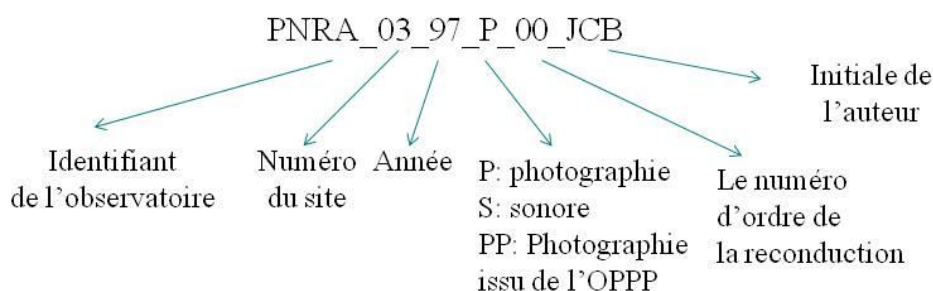 PNRA_03_97_P_00_JCB
Initiale de
l'auteur
Identifiant
de l'observatoire
Numéro
du site
Année
P: photographie
S: sonore
PP: Photographie
issu de l'OPPP
Le numéro
d'ordre de
la reconduction